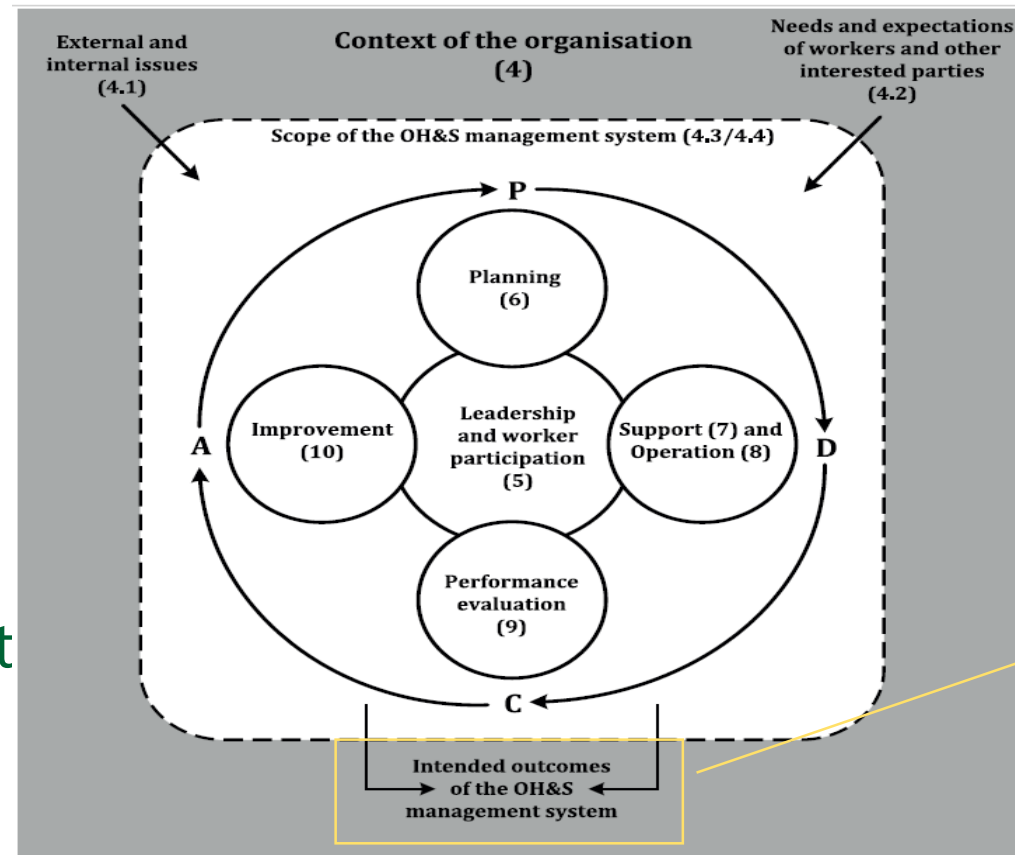 External and
internal issues
(4.1)
Context of the organisation
(4)
Needs and expectations
of workers and other
interested parties
(4.2)
Scope of the OH&S management system (4.3/4.4)
P
Planning
(6)
A
Improvement
(10)
Leadership
and worker
participation
(5)
Support (7) and
Operation (8)
D
Performance
evaluation
(9)
t
C
Intended outcomes
of the OH&S
management system